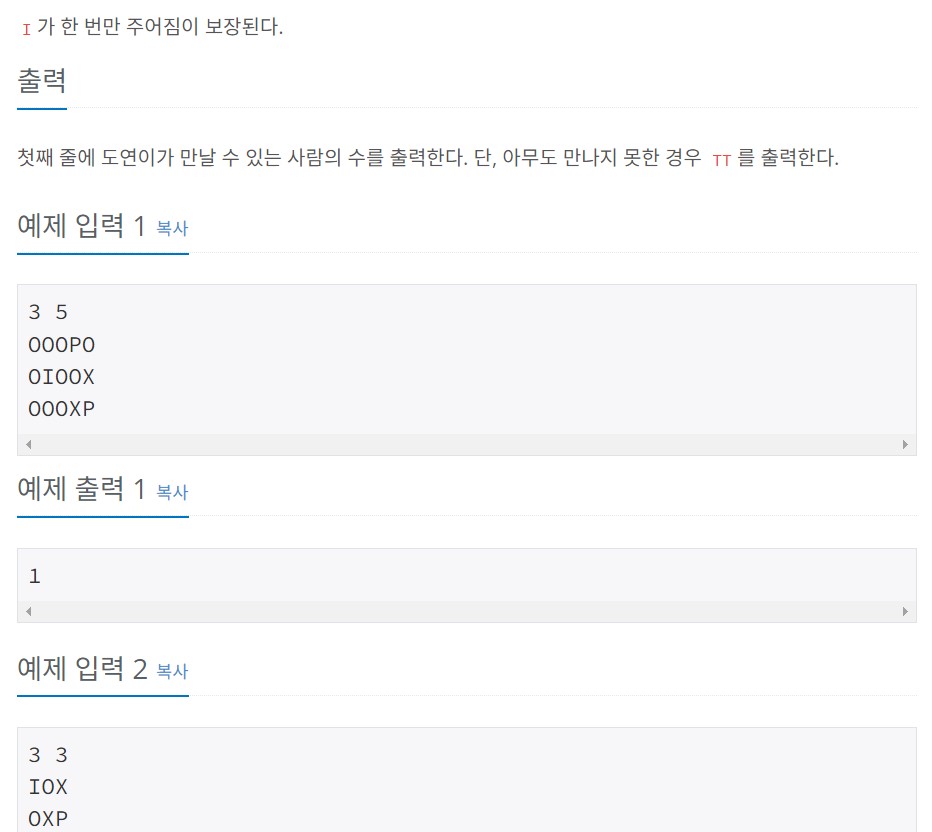 I 가 한 번만 주어짐이 보장된다.
출력
첫째 줄에 도연이가 만날 수 있는 사람의 수를 출력한다. 단, 아무도 만나지 못한 경우 TT 를 출력한다.
예제 입력 1 복사
3 5
OOOPO
OIOOX
OOOXP
예제 출력 1 복사
1
예제 입력 2 복사
3 3
IOX
OXP